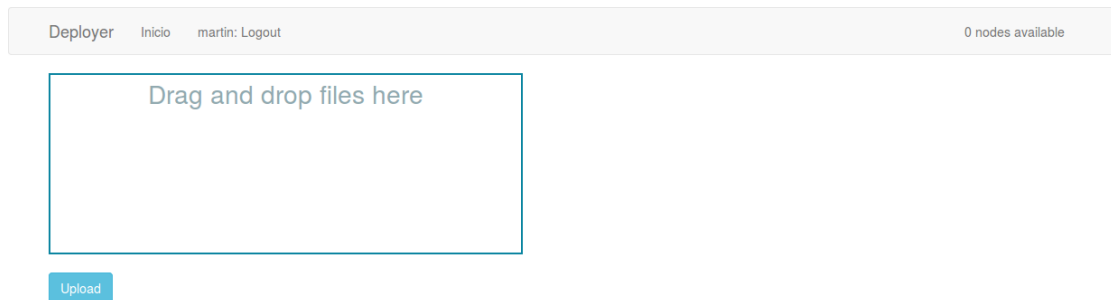 Deployer Inicio martin: Logout 0 nodes available
Drag and drop files here
Upload